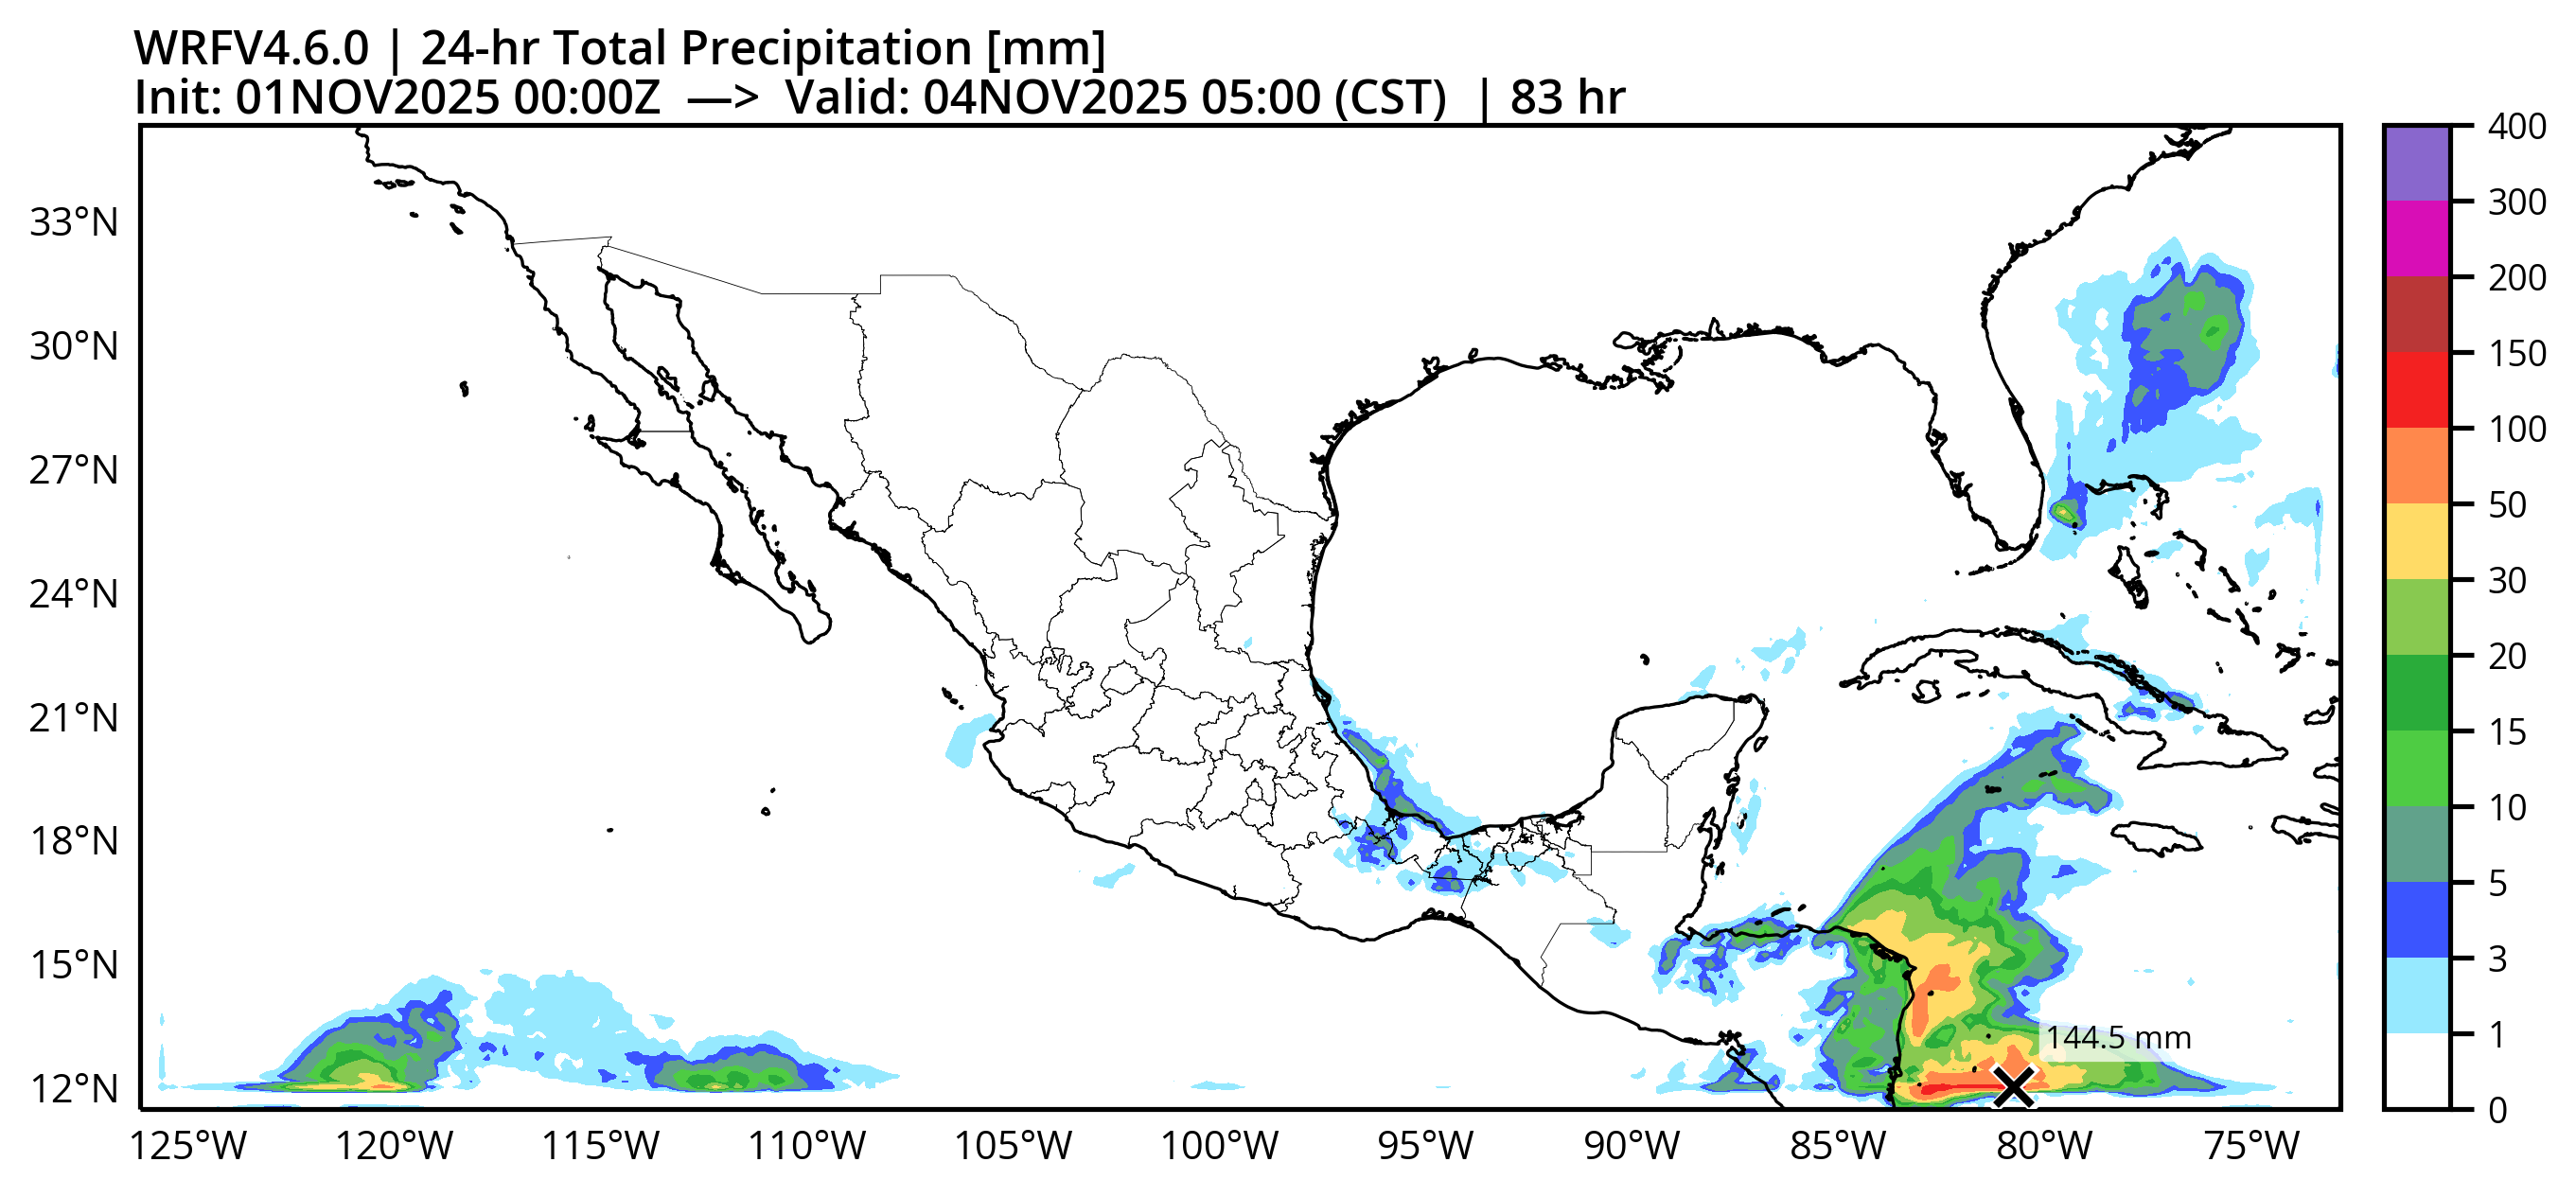 WRFV4.6.0 | 24-hr Total Precipitation [mm]
Init: 01NOV2025 00:00Z —> Valid: 04NOV2025 05:00 (CST) | 83 hr
33°N
30°N
27°N
24°N
21°N
18°N
15°N
12°N
125°W 120°W 115°W 110°W 105°W 100°W 95°W 90°W 85°W 80°W 75°W
144.5 mm
400
300
200
150
100
50
30
20
15
10
5
3
1
0